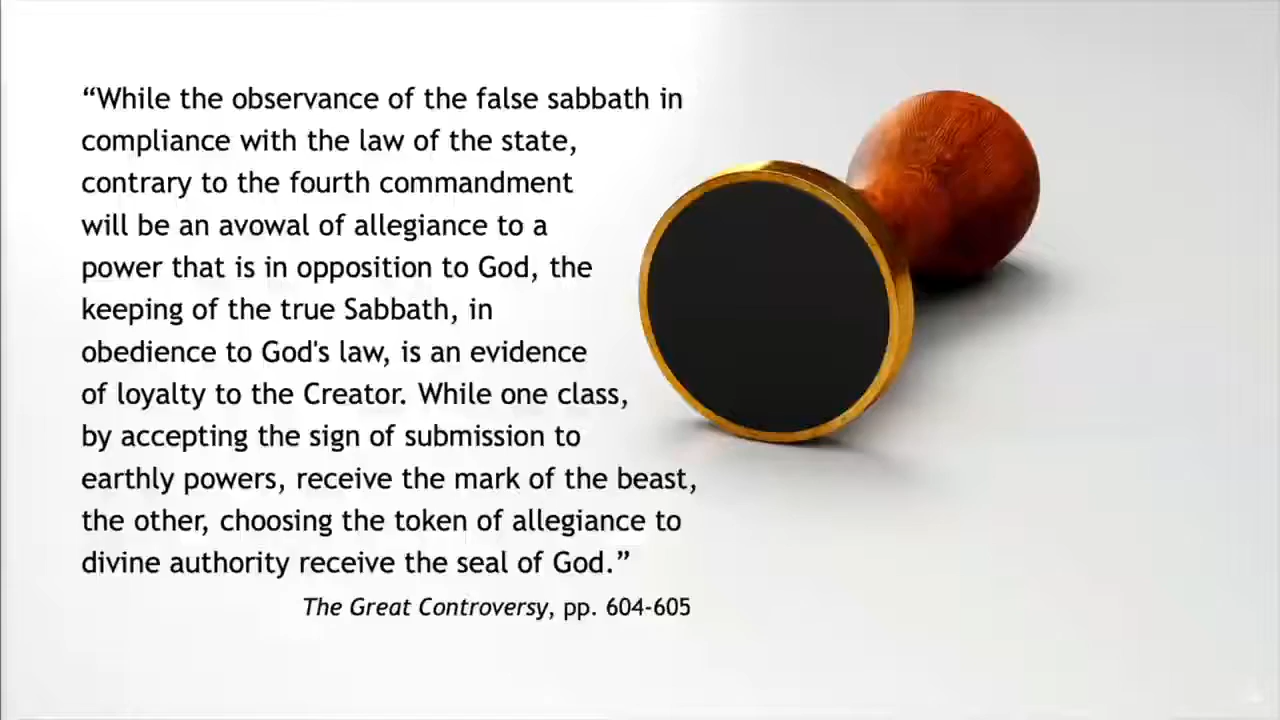 “While the observance of the false sabbath in
compliance with the law of the state,
contrary to the fourth commandment
will be an avowal of allegiance to a
power that is in opposition to God, the
keeping of the true Sabbath, in
obedience to God's law, is an evidence
of loyalty to the Creator. While one class,
by accepting the sign of submission to
earthly powers, receive the mark of the beast,
the other, choosing the token of allegiance to
divine authority receive the seal of God.”
The Great Controversy, pp. 604-605